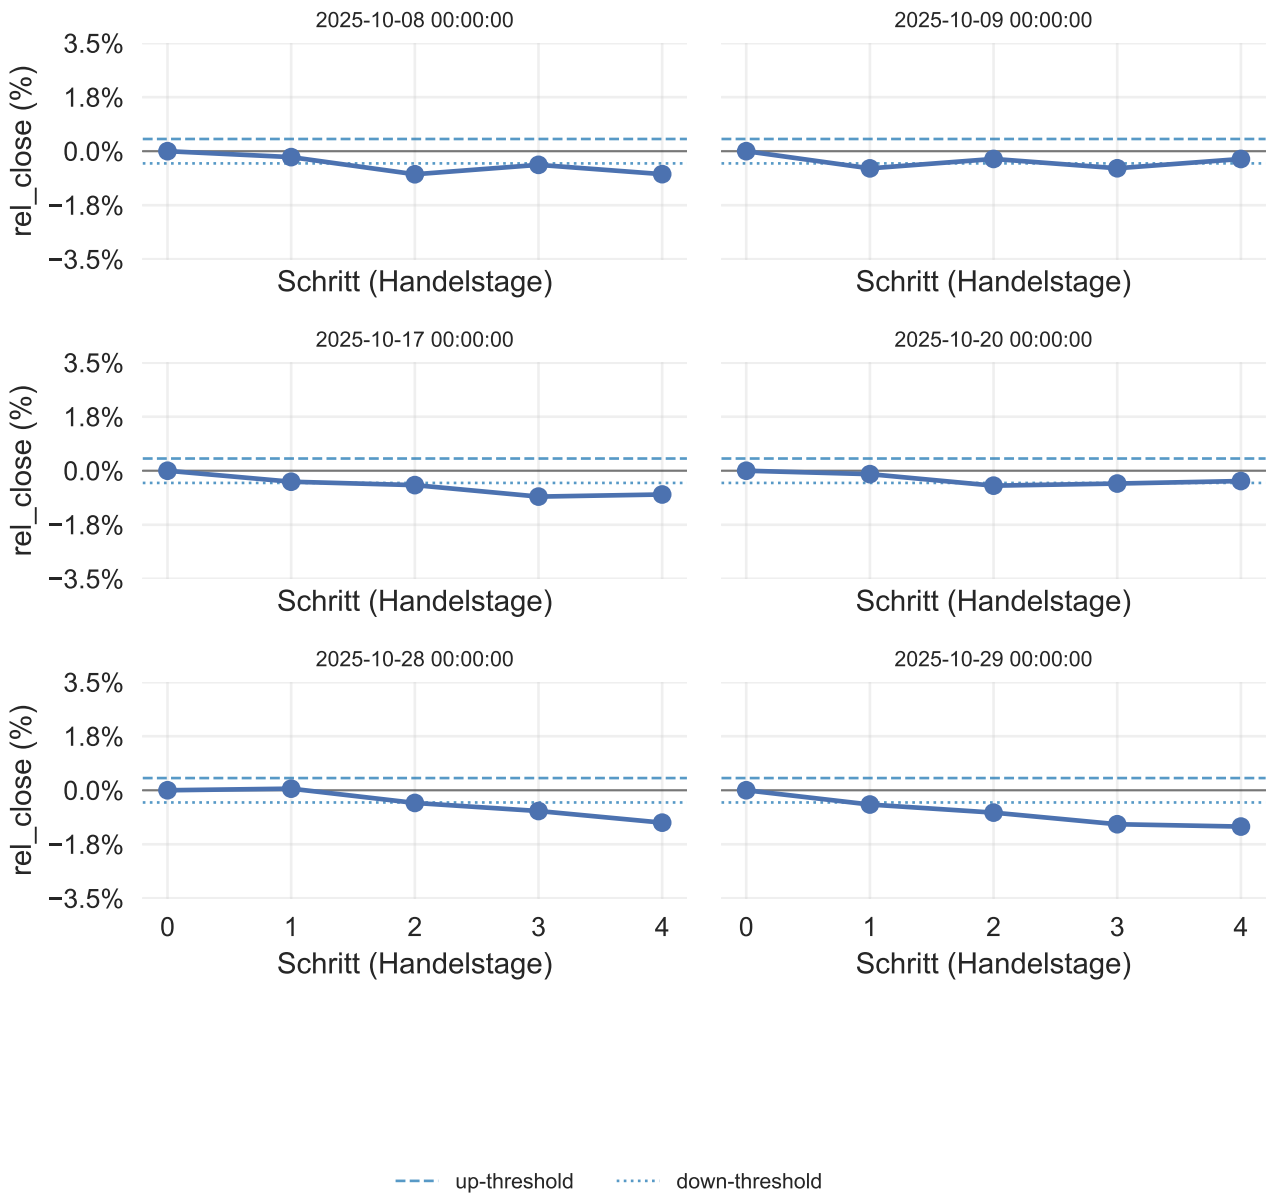 2025-10-08 00:00:00
2025-10-09 00:00:00
3.5%
1.8%
0.0%
−1.8%
−3.5%
rel_close (%)
Schritt (Handelstage)
Schritt (Handelstage)
2025-10-17 00:00:00
2025-10-20 00:00:00
3.5%
1.8%
0.0%
−1.8%
−3.5%
rel_close (%)
Schritt (Handelstage)
Schritt (Handelstage)
2025-10-28 00:00:00
2025-10-29 00:00:00
3.5%
1.8%
0.0%
−1.8%
−3.5%
rel_close (%)
0 1 2 3 4
0 1 2 3 4
Schritt (Handelstage)
Schritt (Handelstage)
up-threshold
down-threshold